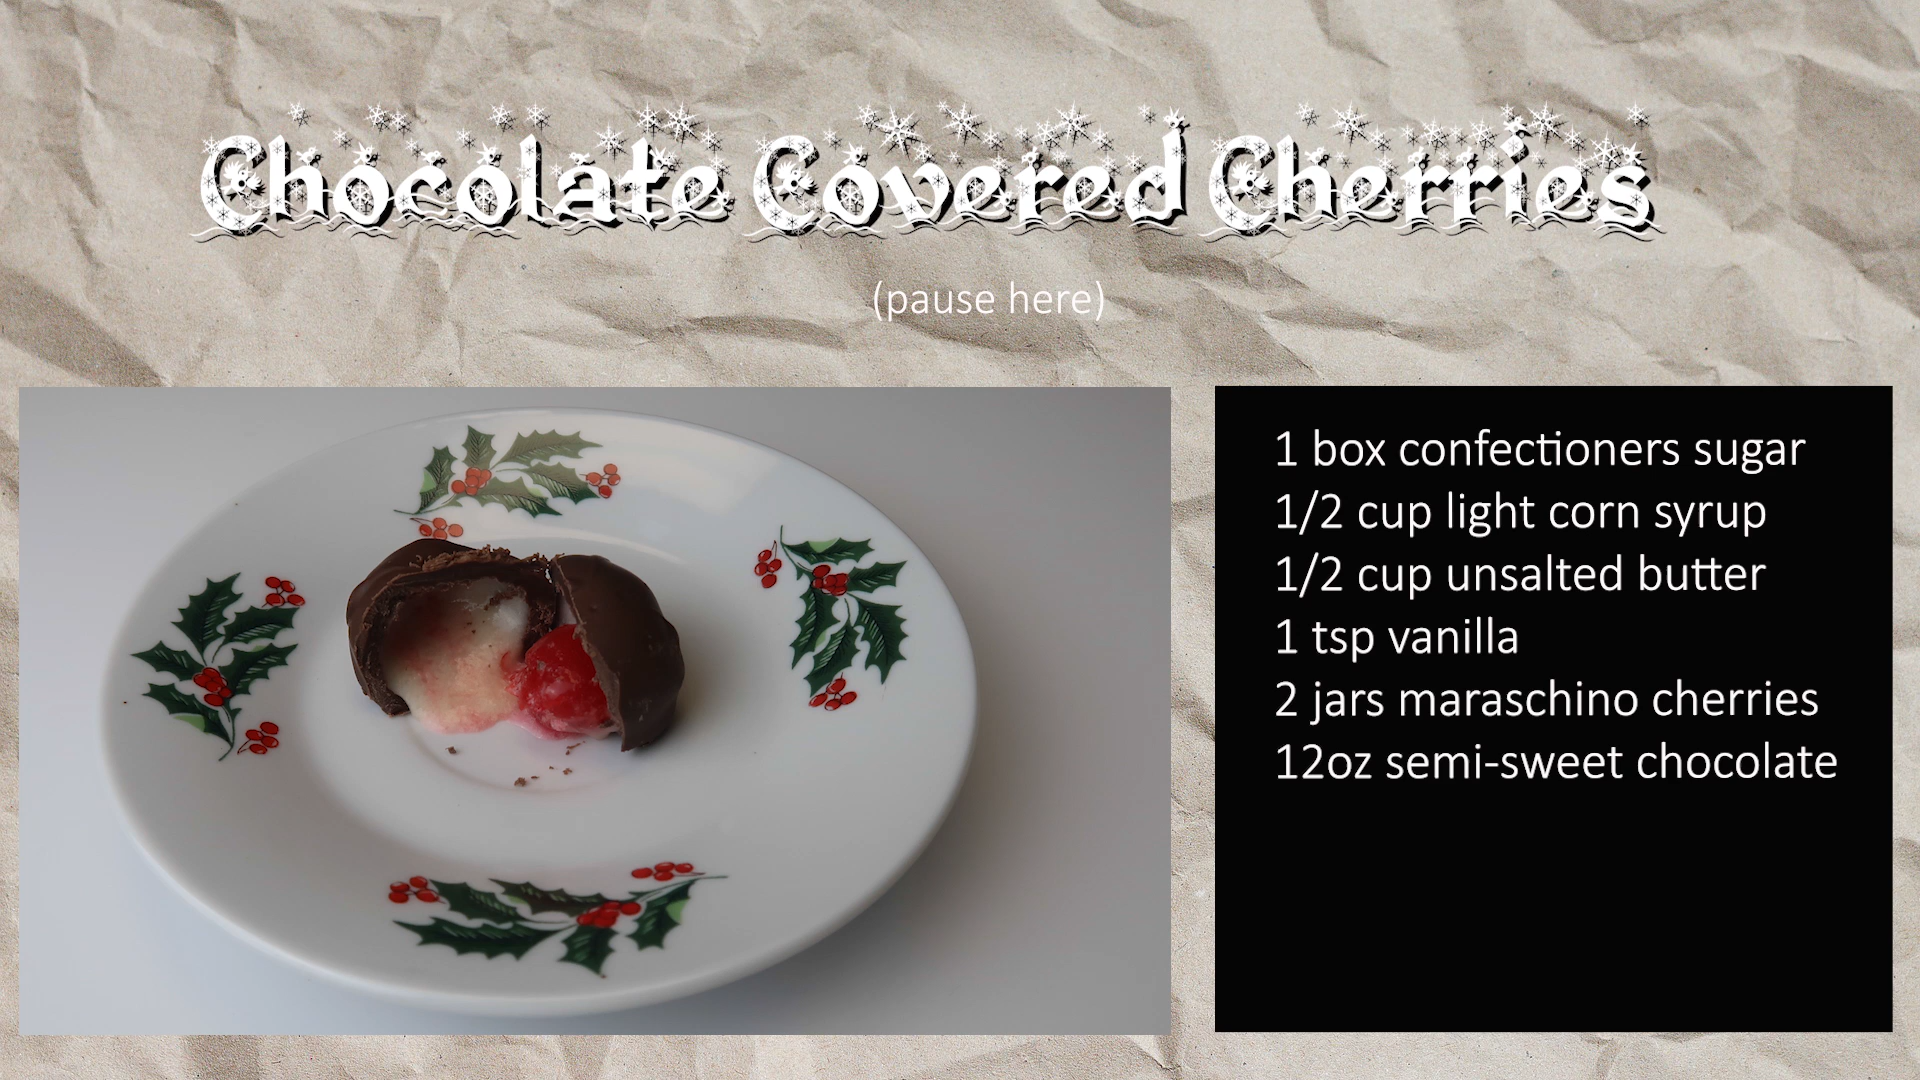 Chocolate Covered Cherries
(pause here)
1 box confectioners sugar
1/2 cup light corn syrup
1/2 cup unsalted butter
1 tsp vanilla
2 jars maraschino cherries
12oz semi-sweet chocolate